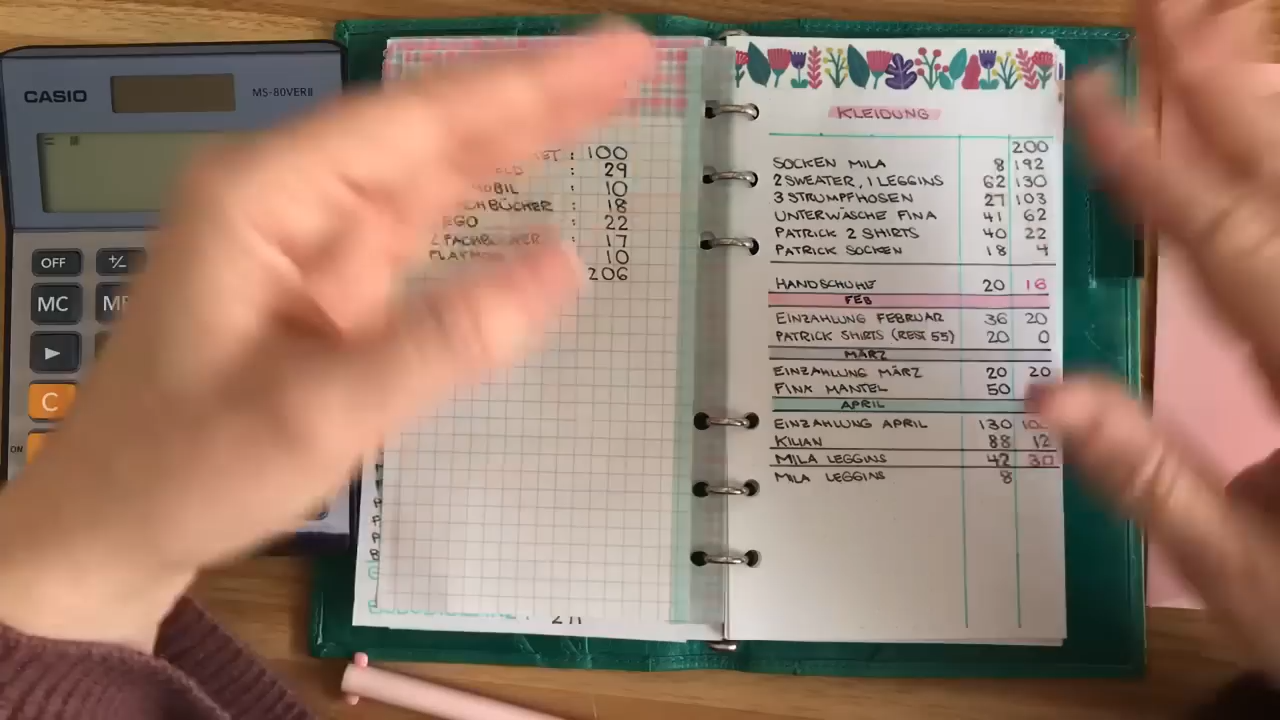 CASIO
MS-80VERII
OFF
+/-
MC
C
ON
: 100
: 29
: 10
: 18
: 22
: 17
: 10
206
KLEIDUNG
200
SOCKEN MILA 8 192
2 SWEATER, 1 LEGGINS 62 130
3 STRUMPFHOSEN 27 103
UNTERWÄSCHE FINA 41 62
PATRICK 2 SHIRTS 40 22
PATRICK SOCKEN 18 4
HANDSCHUHE 20 16
FEB
EINZAHLUNG FEBRUAR 36 20
PATRICK SHIRTS (REST 55) 20 0
MÄRZ
EINZAHLUNG MÄRZ 20 20
FINA MANTEL 50
APRIL
EINZAHLUNG APRIL 130
KILIAN 88 12
MILA LEGGINS 42 30
MILA LEGGINS 8